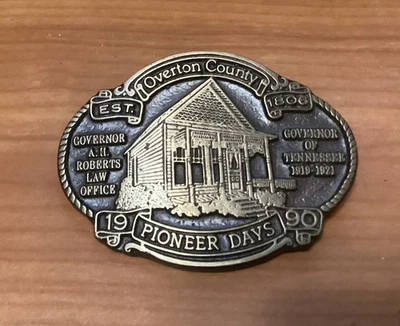 Overton County
EST. 1806
GOVERNOR
A.H.
ROBERTS
LAW
OFFICE
GOVERNOR
OF
TENNESSEE
1919-1921
19 90
PIONEER DAYS